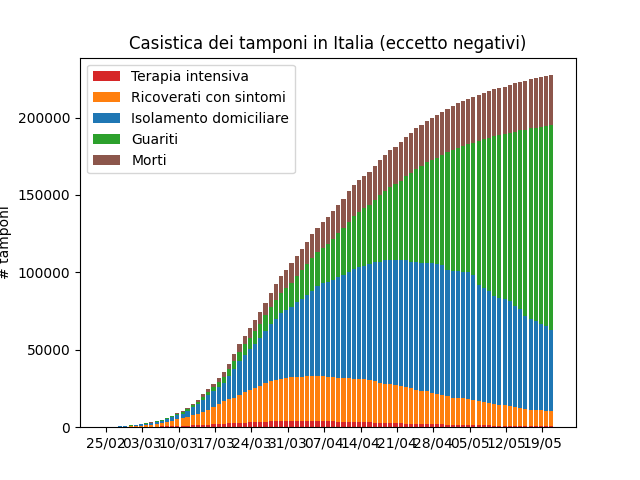 Casistica dei tamponi in Italia (eccetto negativi)
Terapia intensiva
Ricoverati con sintomi
Isolamento domiciliare
Guariti
Morti
200000
150000
100000
50000
0
# tamponi
25/02 03/03 10/03 17/03 24/03 31/03 07/04 14/04 21/04 28/04 05/05 12/05 19/05